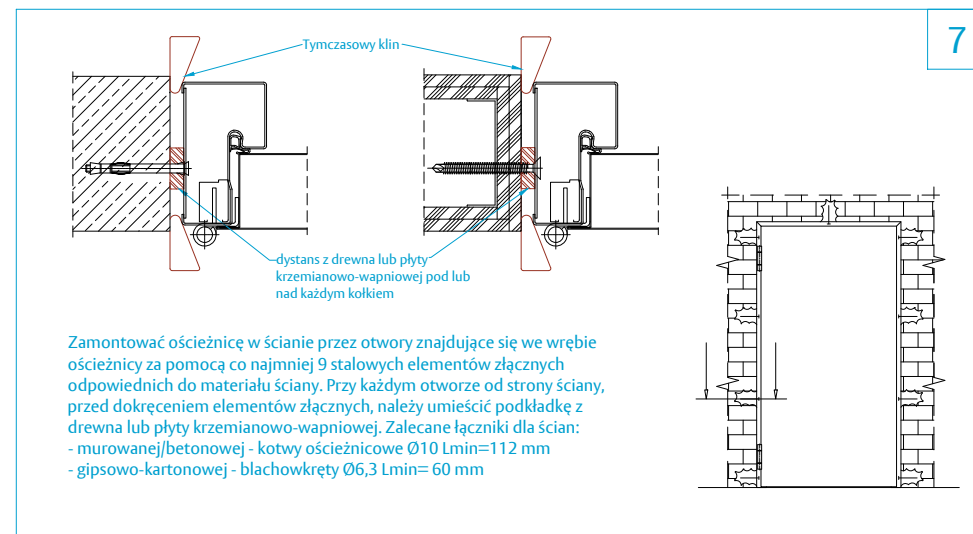 7
Tymczasowy klin
dystans z drewna lub płyty
krzemianowo-wapniowej pod lub
nad każdym kołkiem
Zamontować ościeżnicę w ścianie przez otwory znajdujące się we wrębie
ościeżnicy za pomocą co najmniej 9 stalowych elementów złącznych
odpowiednich do materiału ściany. Przy każdym otworze od strony ściany,
przed dokręceniem elementów złącznych, należy umieścić podkładkę z
drewna lub płyty krzemianowo-wapniowej. Zalecane łączniki dla ścian:
- murowanej/betonowej - kotwy ościeżnicowe Ø10 Lmin=112 mm
- gipsowo-kartonowej - blachowkręty Ø6,3 Lmin= 60 mm